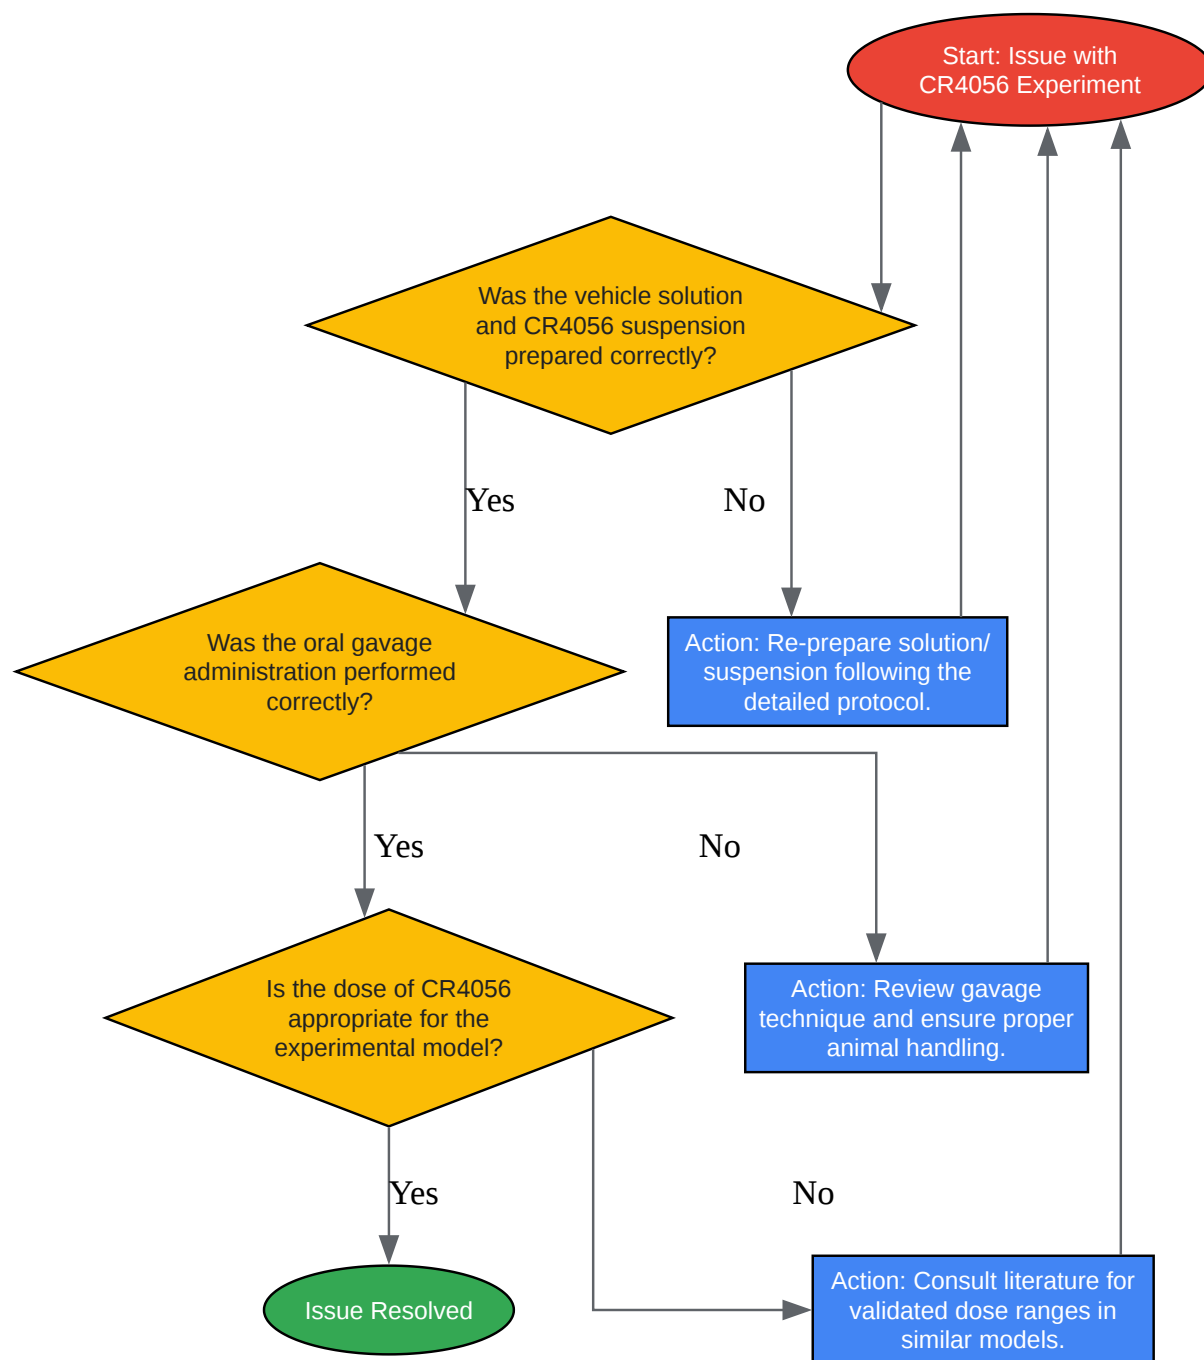 Start: Issue with
CR4056 Experiment
Was the vehicle solution
and CR4056 suspension
prepared correctly?
Yes
No
Was the oral gavage
administration performed
correctly?
Action: Re-prepare solution/
suspension following the
detailed protocol.
Yes
No
Is the dose of CR4056
appropriate for the
experimental model?
Action: Review gavage
technique and ensure proper
animal handling.
Yes
No
Issue Resolved
Action: Consult literature for
validated dose ranges in
similar models.